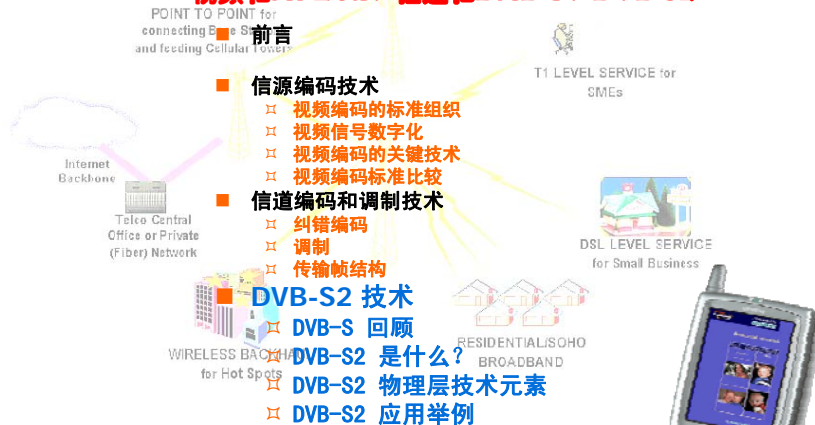 POINT TO POINT for
and feeding Cellular Towers
前言
T1 LEVEL SERVICE for
SMEs
信源编码技术
视频编码的标准组织
视频信号数字化
视频编码的关键技术
视频编码标准比较
Internet
Backbone
信道编码和调制技术
纠错编码
调制
传输帧结构
Telco Central
Office or Private
(Fiber) Network
DSL LEVEL SERVICE
for Small Business
DVB-S2 技术
DVB-S 回顾
DVB-S2 是什么?
DVB-S2 物理层技术元素
DVB-S2 应用举例
WIRELESS
for Hot Spots
RESIDENTIAL/SOHO
BROADBAND